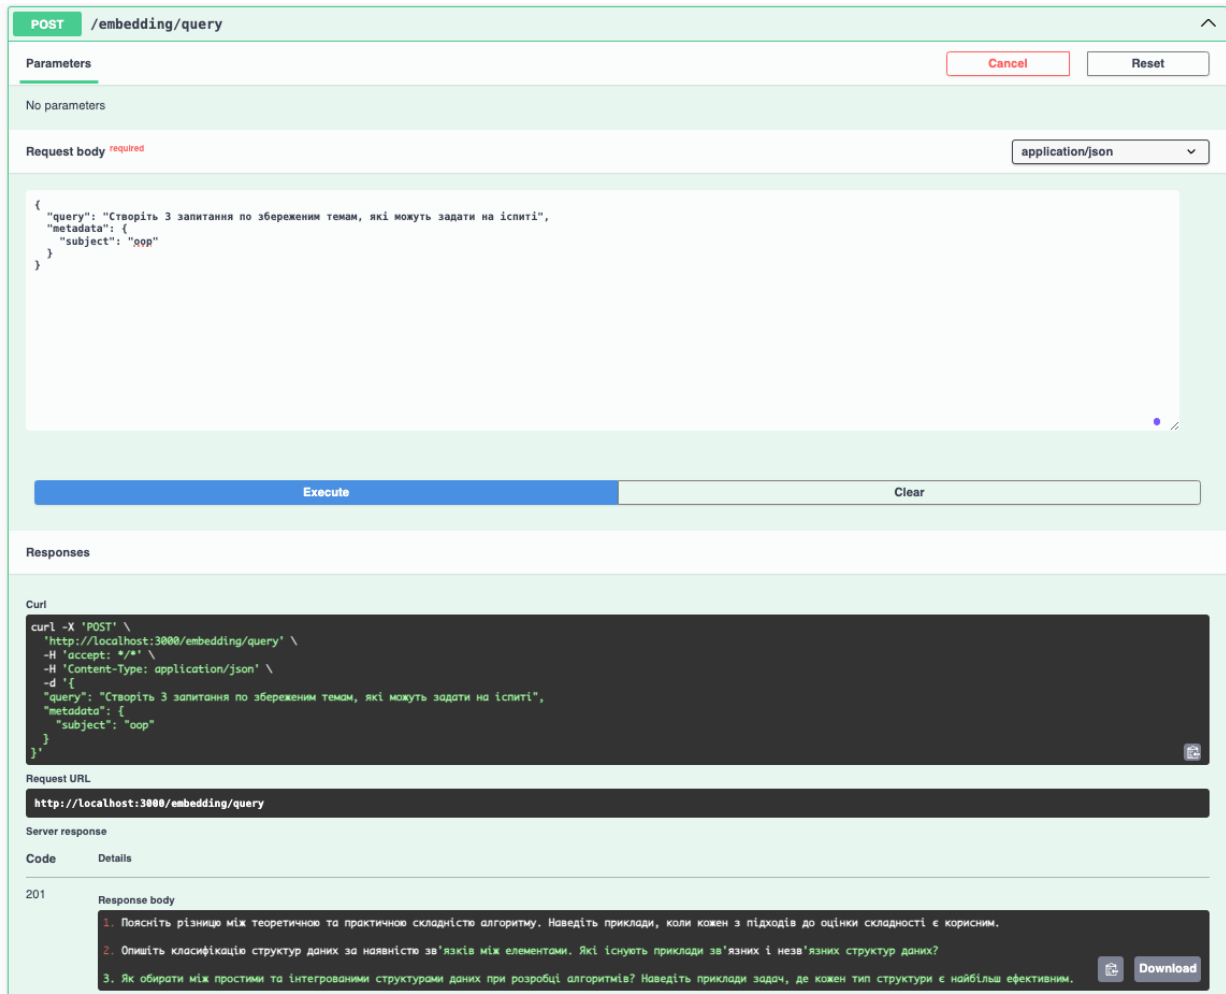 POST /embedding/query
Parameters
Cancel
Reset
No parameters
Request body required
application/json
{
"query": "Створіть 3 запитання по збереженим темам, які можуть задати на іспиті",
"metadata": {
"subject": "oop"
}
}
Execute
Clear
Responses
Curl
curl -X 'POST' \
'http://localhost:3000/embedding/query' \
-H 'accept: */*' \
-H 'Content-Type: application/json' \
-d '{
"query": "Створіть 3 запитання по збереженим темам, які можуть задати на іспиті",
"metadata": {
"subject": "oop"
}
}'
Request URL
http://localhost:3000/embedding/query
Server response
Code Details
201
Response body
1. Поясніть різницю між теоретичною та практичною складністю алгоритму. Наведіть приклади, коли кожен з підходів до оцінки складності є корисним.
2. Опишіть класифікацію структур даних за наявністю зв'язків між елементами. Які існують приклади зв'язних і незв'язних структур даних?
3. Як обирати між простими та інтегрованими структурами даних при розробці алгоритмів? Наведіть приклади задач, де кожен тип структури є найбільш ефективним.
Download